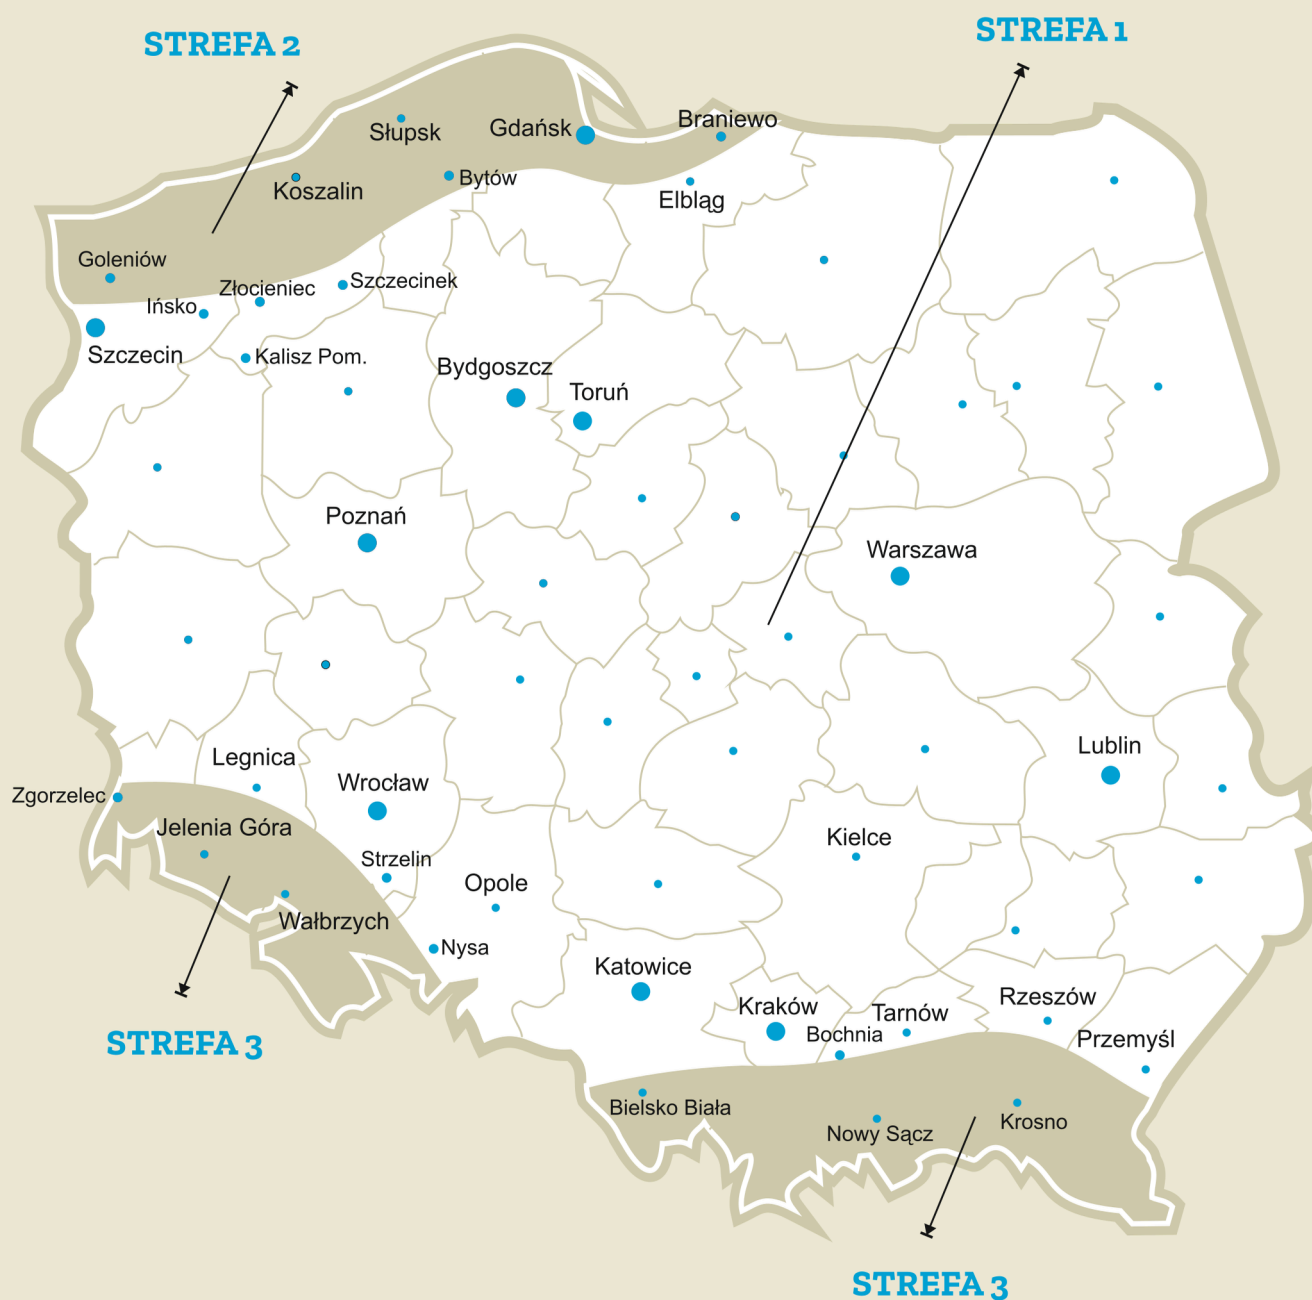 STREFA 1
STREFA 2
Słupsk
Gdańsk
Braniewo
Koszalin
Bytów
Elbląg
Goleniów
Złocieniec
Szczecinek
Ińsko
Szczecin
Kalisz Pom.
Bydgoszcz
Toruń
Poznań
Warszawa
Legnica
Lublin
Zgorzelec
Wrocław
Jelenia Góra
Kielce
Strzelin
Opole
Wałbrzych
Nysa
Katowice
Kraków
Rzeszów
Tarnów
Bochnia
Przemyśl
STREFA 3
Bielsko Biała
Nowy Sącz
Krosno
STREFA 3